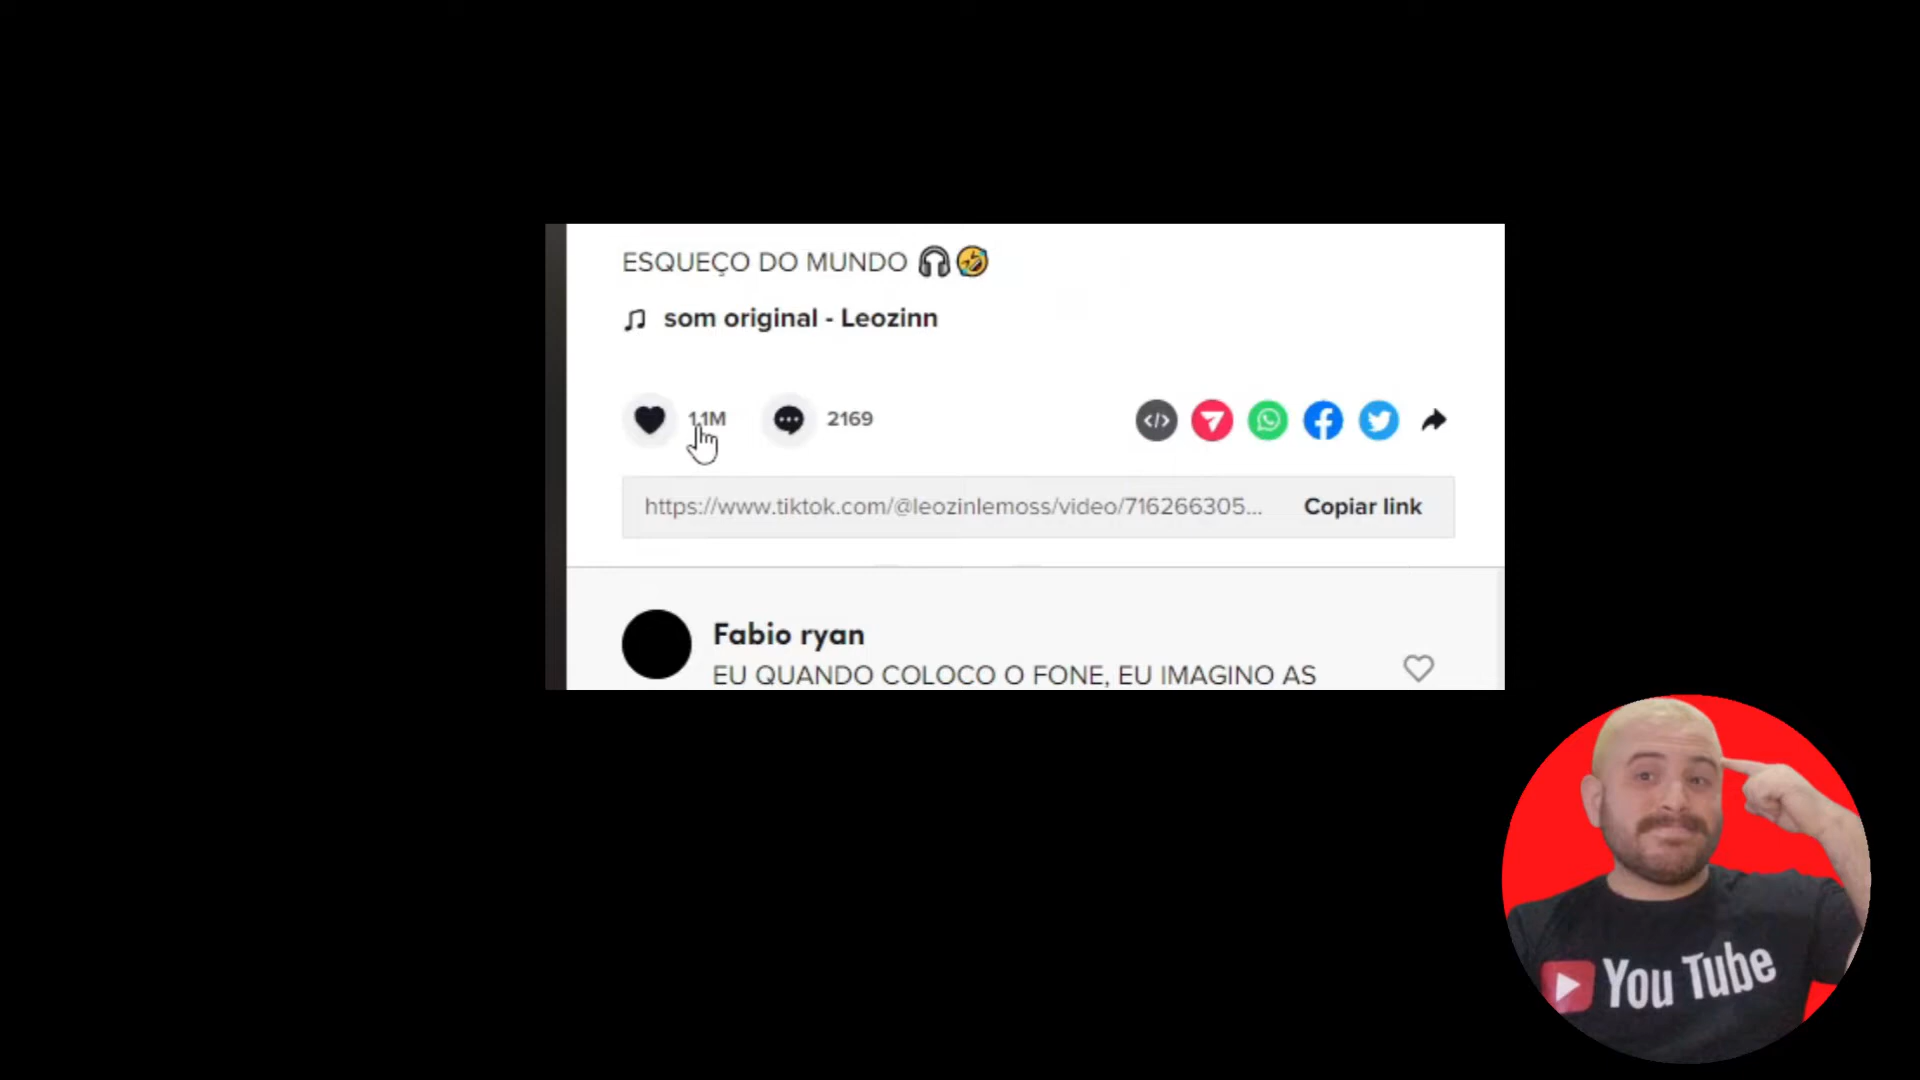 ESQUEÇO DO MUNDO 🎧🤣
som original - Leozinn
1.1M 2169
https://www.tiktok.com/@leozinlemoss/video/716266305... Copiar link
Fabio ryan
EU QUANDO COLOCO O FONE, EU IMAGINO AS
You Tube